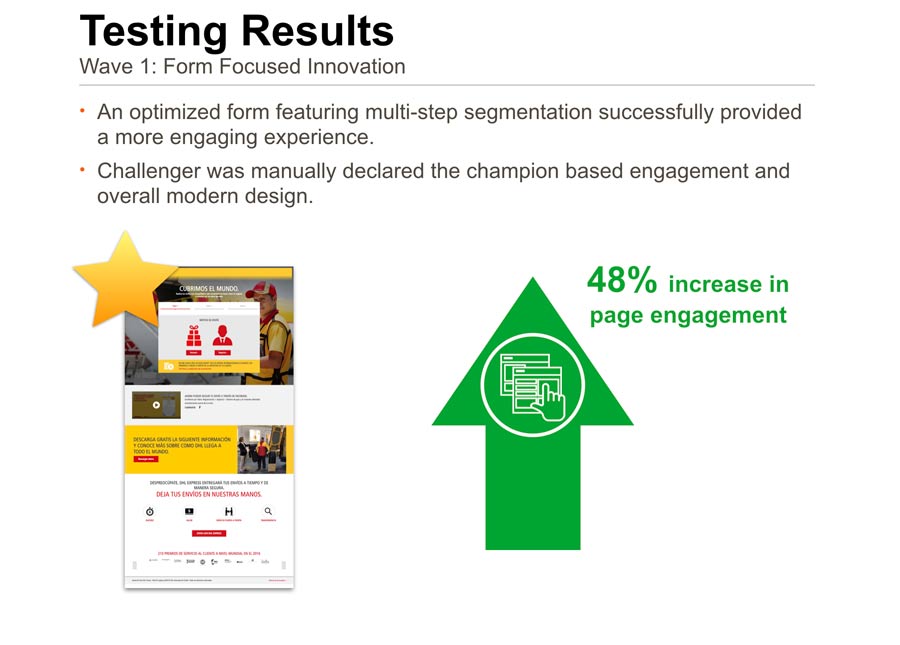 Testing Results
Wave 1: Form Focused Innovation
• An optimized form featuring multi-step segmentation successfully provided
a more engaging experience.
• Challenger was manually declared the champion based engagement and
overall modern design.
48% increase in
page engagement
CUBRIMOS EL MUNDO.
DESCARGA GRATIS LA SIGUIENTE INFORMACIÓN
Y CONOCE MÁS SOBRE COMO DHL LLEGA A
TODO EL MUNDO.
DESPREOCÚPATE, DHL EXPRESS ENTREGARÁ TUS ENVÍOS A TIEMPO Y DE
MANERA SEGURA.
DEJA TUS ENVÍOS EN NUESTRAS MANOS.